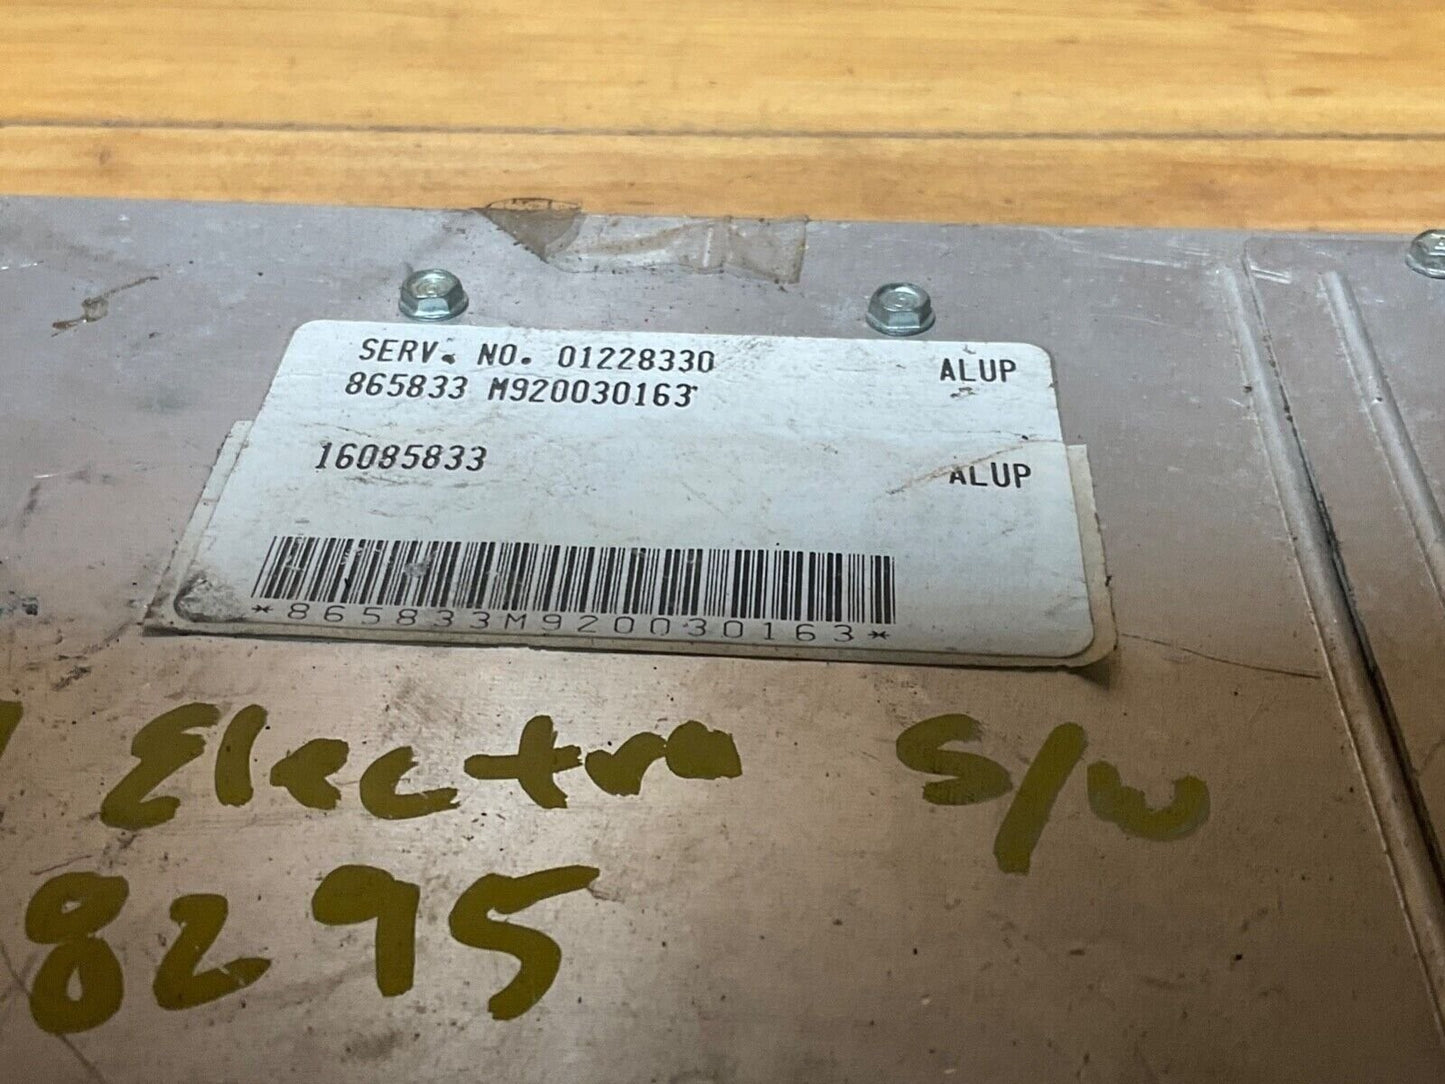 SERV. NO. 01228330 ALUP
865833 M920030163
16085833 ALUP
*865833M920030163*
Electra S/W
8295